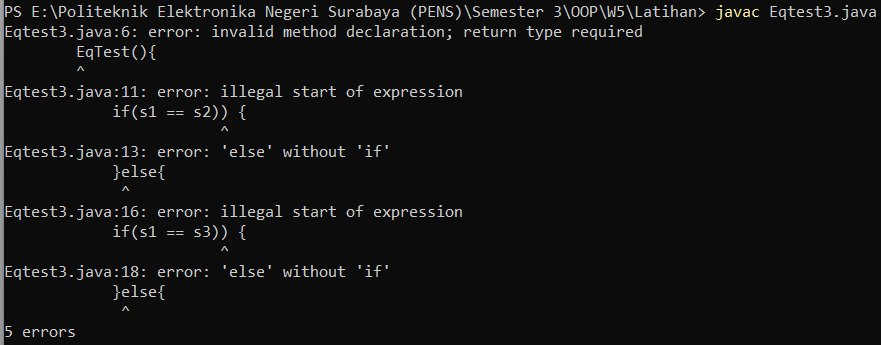 PS E:\Politeknik Elektronika Negeri Surabaya (PENS)\Semester 3\OOP\W5\Latihan> javac Eqtest3.java
Eqtest3.java:6: error: invalid method declaration; return type required
        EqTest(){
        ^
Eqtest3.java:11: error: illegal start of expression
            if(s1 == s2)) {
                        ^
Eqtest3.java:13: error: 'else' without 'if'
            }else{
             ^
Eqtest3.java:16: error: illegal start of expression
            if(s1 == s3)) {
                        ^
Eqtest3.java:18: error: 'else' without 'if'
            }else{
             ^
5 errors